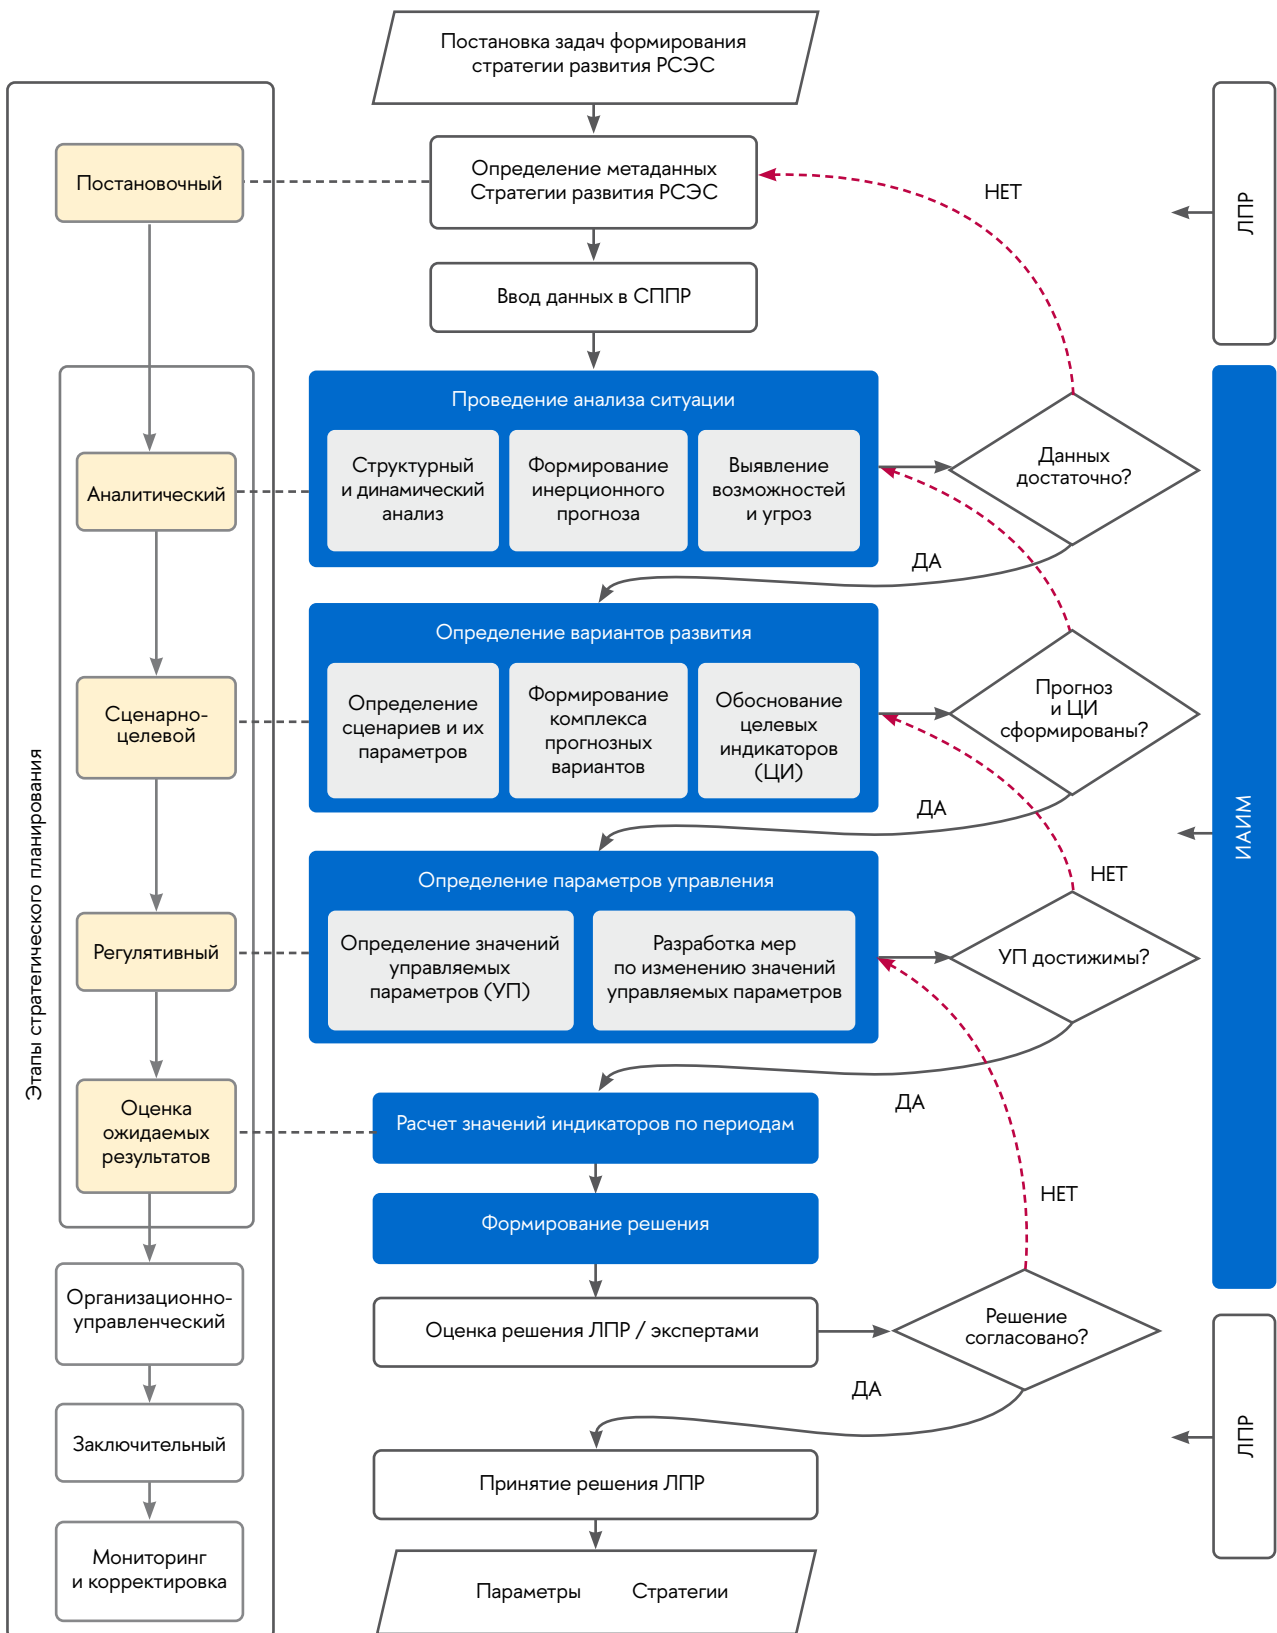 Постановка задач формирования
стратегии развития РСЭС
Постановочный
Определение метаданных
Стратегии развития РСЭС
НЕТ
ЛПР
Ввод данных в СППР
Проведение анализа ситуации
Аналитический
Структурный
и динамический
анализ
Формирование
инерционного
прогноза
Выявление
возможностей
и угроз
Данных
достаточно?
ДА
Определение вариантов развития
Сценарно-
целевой
Определение
сценариев и их
параметров
Формирование
комплекса
прогнозных
вариантов
Обоснование
целевых
индикаторов
(ЦИ)
Прогноз
и ЦИ
сформированы?
ДА
ИАИМ
Этапы стратегического планирования
НЕТ
Определение параметров управления
Регулятивный
Определение значений
управляемых
параметров (УП)
Разработка мер
по изменению значений
управляемых параметров
УП достижимы?
ДА
Оценка
ожидаемых
результатов
Расчет значений индикаторов по периодам
НЕТ
Формирование решения
Организационно-
управленческий
Оценка решения ЛПР / экспертами
Решение
согласовано?
ДА
ЛПР
Заключительный
Принятие решения ЛПР
Мониторинг
и корректировка
Параметры Стратегии